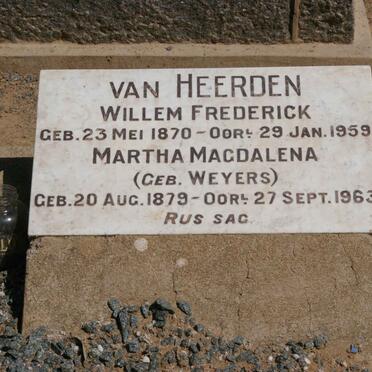 VAN HEERDEN
WILLEM FREDERICK
GEB. 23 MEI 1870 – OORL. 29 JAN. 1959
MARTHA MAGDALENA
(GEB. WEYERS)
GEB. 20 AUG. 1879 – OORL. 27 SEPT. 1963
RUS SAG